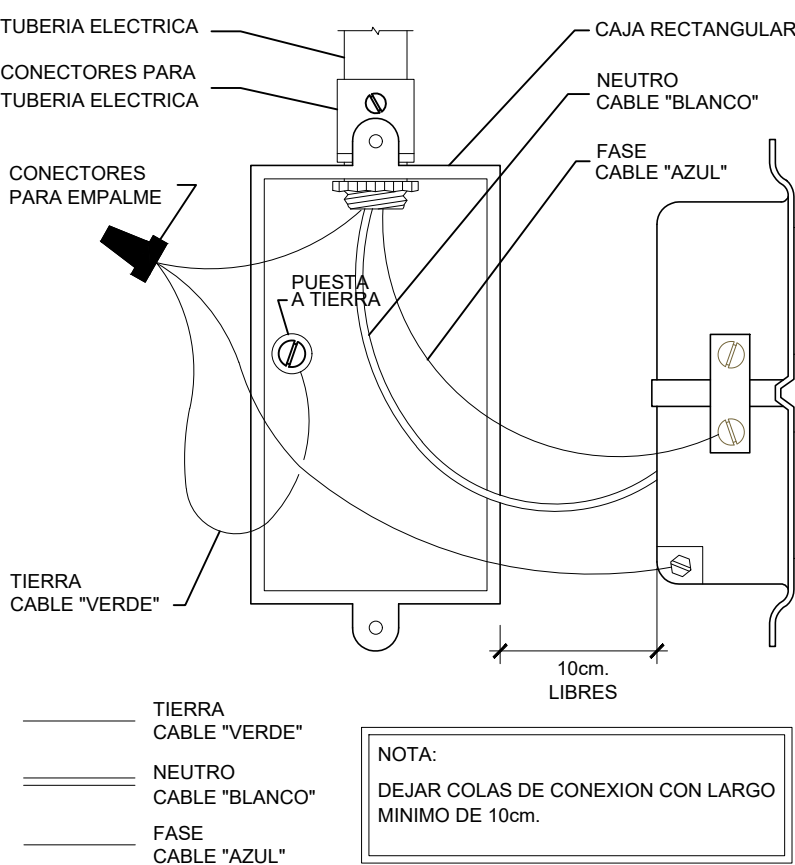 TUBERIA ELECTRICA
CONECTORES PARA
TUBERIA ELECTRICA
CAJA RECTANGULAR
NEUTRO
CABLE "BLANCO"
FASE
CABLE "AZUL"
CONECTORES
PARA EMPALME
PUESTA
A TIERRA
TIERRA
CABLE "VERDE"
10cm.
LIBRES
TIERRA
CABLE "VERDE"
NEUTRO
CABLE "BLANCO"
FASE
CABLE "AZUL"
NOTA:
DEJAR COLAS DE CONEXION CON LARGO
MINIMO DE 10cm.